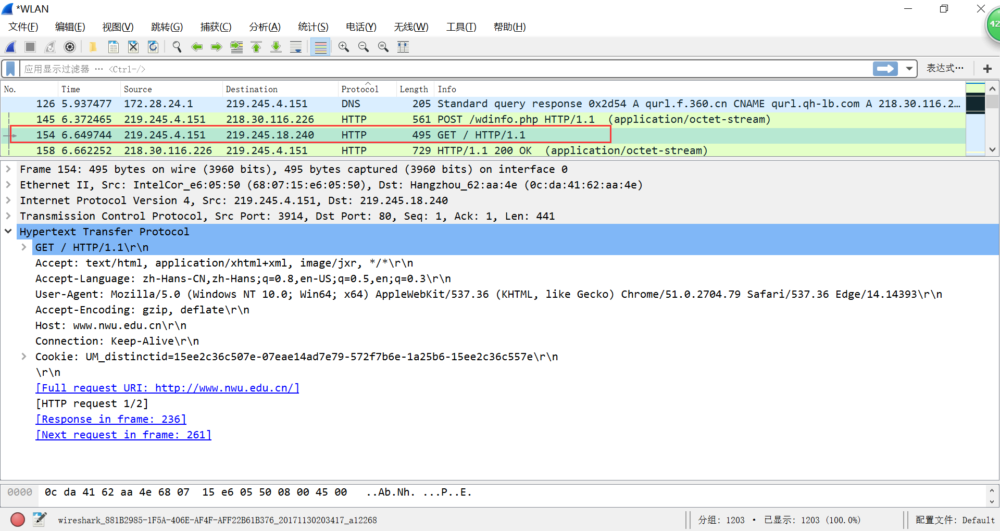 *WLAN
文件(F) 编辑(E) 视图(V) 跳转(G) 捕获(C) 分析(A) 统计(S) 电话(Y) 无线(W) 工具(T) 帮助(H)
42
应用显示过滤器 … <Ctrl-/> 表达式…
No. Time Source Destination Protocol Length Info
126 5.937477 172.28.24.1 219.245.4.151 DNS 205 Standard query response 0x2d54 A qurl.f.360.cn CNAME qurl.qh-lb.com A 218.30.116.2…
145 6.372465 219.245.4.151 218.30.116.226 HTTP 561 POST /wdinfo.php HTTP/1.1 (application/octet-stream)
154 6.649744 219.245.4.151 219.245.18.240 HTTP 495 GET / HTTP/1.1
158 6.662252 218.30.116.226 219.245.4.151 HTTP 729 HTTP/1.1 200 OK (application/octet-stream)
Frame 154: 495 bytes on wire (3960 bits), 495 bytes captured (3960 bits) on interface 0
Ethernet II, Src: IntelCor_e6:05:50 (68:07:15:e6:05:50), Dst: Hangzhou_62:aa:4e (0c:da:41:62:aa:4e)
Internet Protocol Version 4, Src: 219.245.4.151, Dst: 219.245.18.240
Transmission Control Protocol, Src Port: 3914, Dst Port: 80, Seq: 1, Ack: 1, Len: 441
Hypertext Transfer Protocol
GET / HTTP/1.1\r\n
Accept: text/html, application/xhtml+xml, image/jxr, */*\r\n
Accept-Language: zh-Hans-CN,zh-Hans;q=0.8,en-US;q=0.5,en;q=0.3\r\n
User-Agent: Mozilla/5.0 (Windows NT 10.0; Win64; x64) AppleWebKit/537.36 (KHTML, like Gecko) Chrome/51.0.2704.79 Safari/537.36 Edge/14.14393\r\n
Accept-Encoding: gzip, deflate\r\n
Host: www.nwu.edu.cn\r\n
Connection: Keep-Alive\r\n
Cookie: UM_distinctid=15ee2c36c507e-07eae14ad7e79-572f7b6e-1a25b6-15ee2c36c557e\r\n
\r\n
[Full request URI: http://www.nwu.edu.cn/]
[HTTP request 1/2]
[Response in frame: 236]
[Next request in frame: 261]
0000 0c da 41 62 aa 4e 68 07 15 e6 05 50 08 00 45 00 ..Ab.Nh. ...P..E.
wireshark_881B2985-1F5A-406E-AF4F-AFF22B61B376_20171130203417_a12268 分组: 1203 · 已显示: 1203 (100.0%) 配置文件: Default